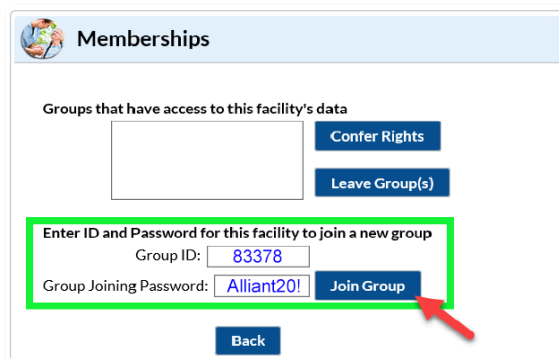 Memberships
Groups that have access to this facility's data
Confer Rights
Leave Group(s)
Enter ID and Password for this facility to join a new group
Group ID: 83378
Group Joining Password: Alliant20! Join Group
Back